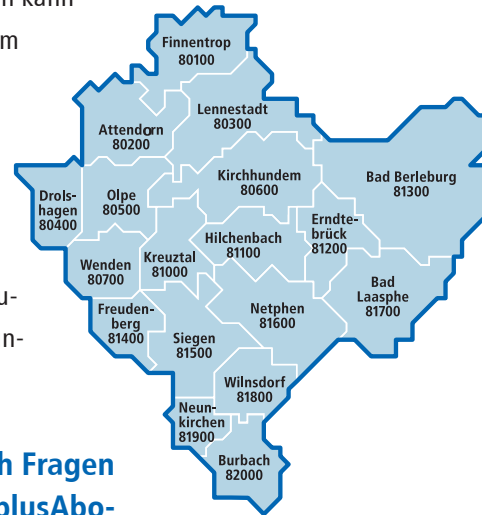 n kann
m
Finnentrop
80100
Lennestadt
80300
Attendorn
80200
Kirchhundem
80600
Bad Berleburg
81300
Drols-
hagen
80400
Olpe
80500
Erndte-
brück
81200
Hilchenbach
81100
Kreuztal
81000
Wenden
80700
Bad
Laasphe
81700
Netphen
81600
Freuden-
berg
81400
u-
n-
Siegen
81500
Wilnsdorf
81800
Neun-
kirchen
81900
Burbach
82000
h Fragen
plusAbo-